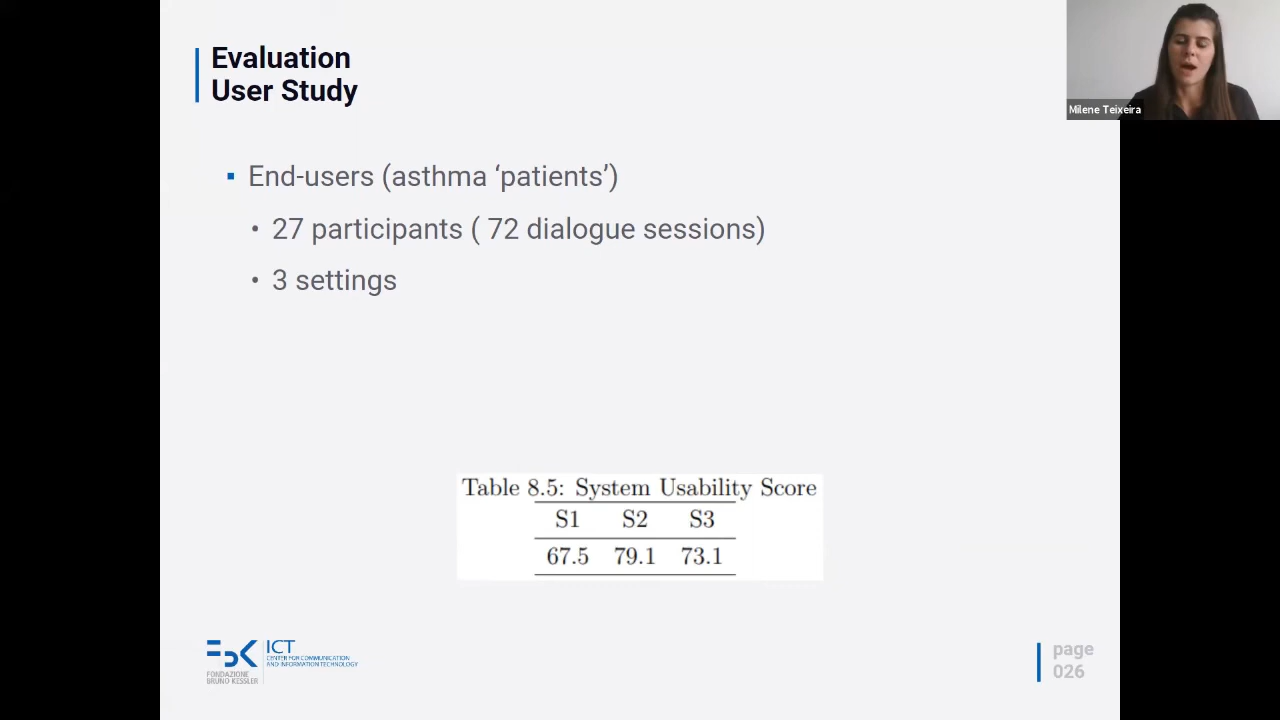 Evaluation
User Study
Milene Teixeira
▪ End-users (asthma ‘patients’)
• 27 participants ( 72 dialogue sessions)
• 3 settings
Table 8.5: System Usability Score
S1 S2 S3
67.5 79.1 73.1
FBK
FONDAZIONE
BRUNO KESSLER
ICT
CENTER FOR COMMUNICATION
AND INFORMATION TECHNOLOGY
page
026